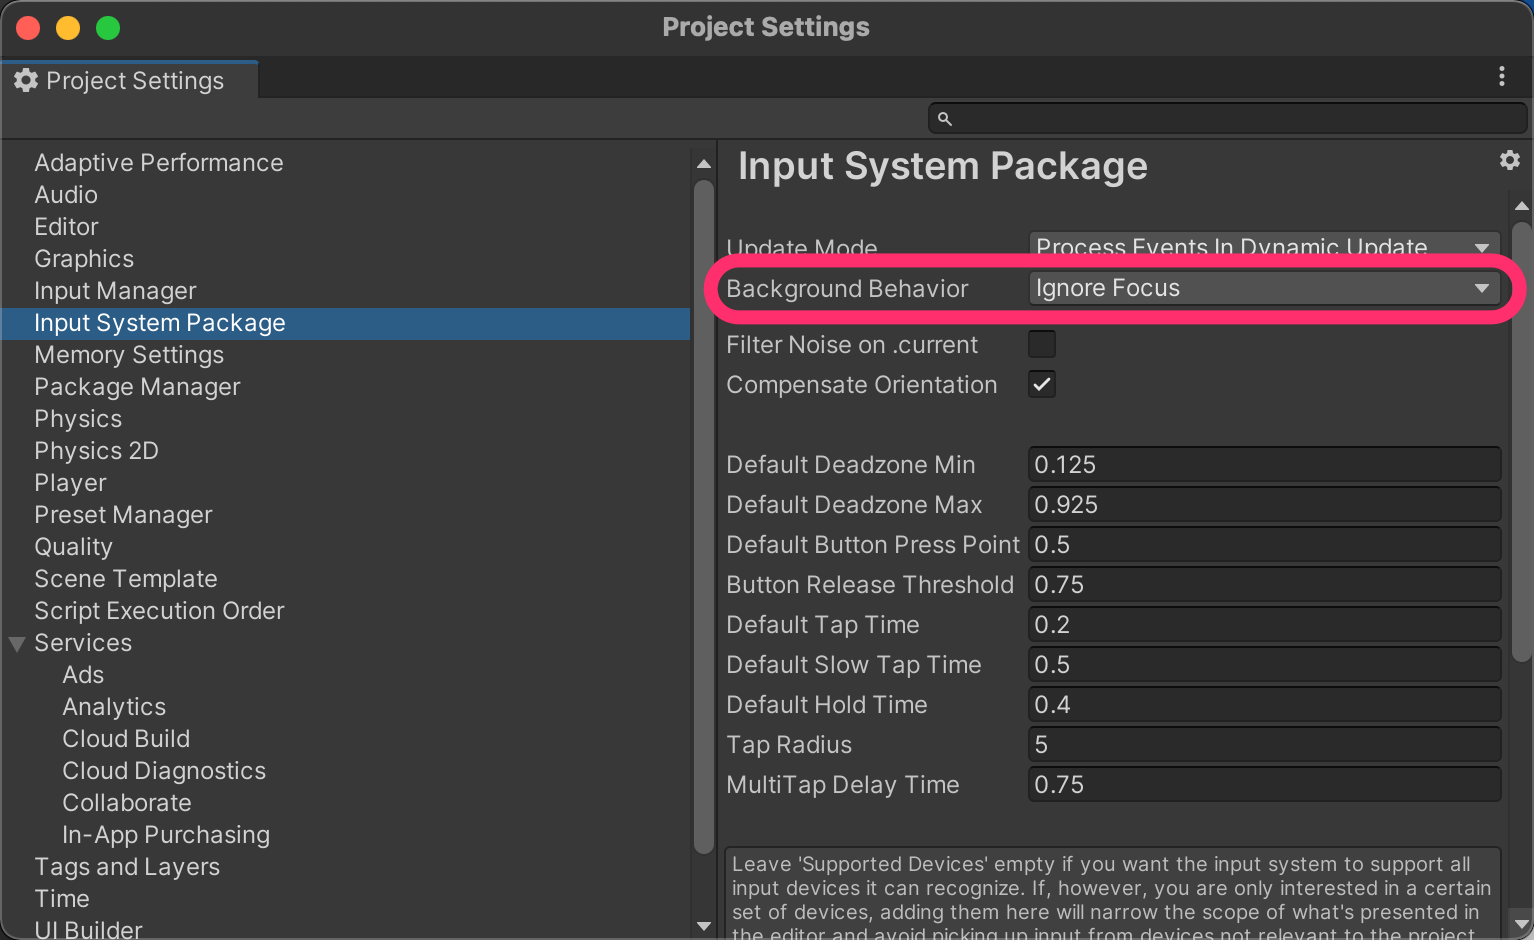 Project Settings
Project Settings
Adaptive Performance
Audio
Editor
Graphics
Input Manager
Input System Package
Memory Settings
Package Manager
Physics
Physics 2D
Player
Preset Manager
Quality
Scene Template
Script Execution Order
Services
Ads
Analytics
Cloud Build
Cloud Diagnostics
Collaborate
In-App Purchasing
Tags and Layers
Time
UI Builder
Input System Package
Update Mode Process Events In Dynamic Update
Background Behavior Ignore Focus
Filter Noise on .current
Compensate Orientation
Default Deadzone Min 0.125
Default Deadzone Max 0.925
Default Button Press Point 0.5
Button Release Threshold 0.75
Default Tap Time 0.2
Default Slow Tap Time 0.5
Default Hold Time 0.4
Tap Radius 5
MultiTap Delay Time 0.75
Leave 'Supported Devices' empty if you want the input system to support all
input devices it can recognize. If, however, you are only interested in a certain
set of devices, adding them here will narrow the scope of what's presented in
the editor and avoid picking up input from devices not relevant to the project.